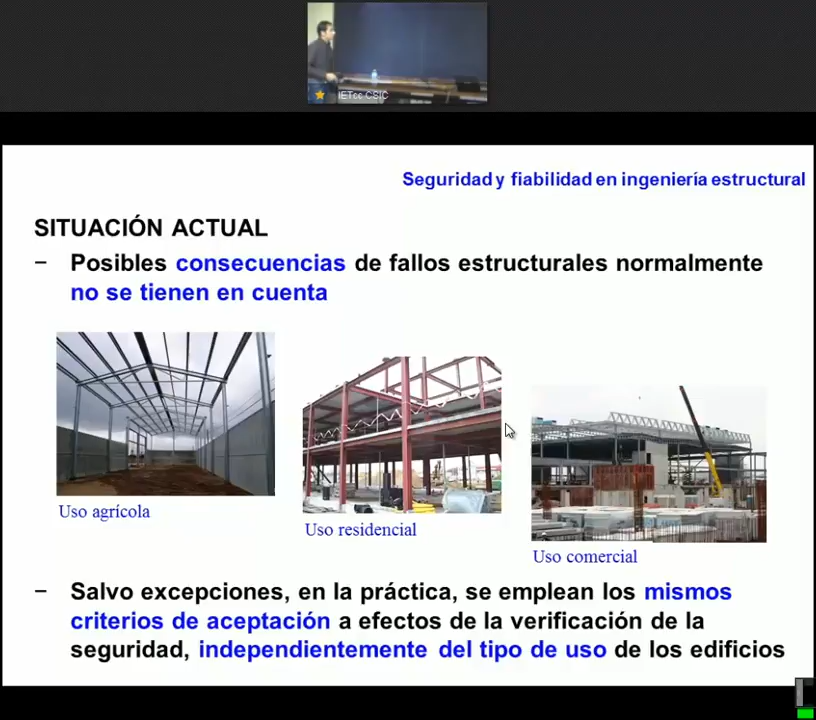 IETcc CSIC
Seguridad y fiabilidad en ingeniería estructural
SITUACIÓN ACTUAL
– Posibles consecuencias de fallos estructurales normalmente
no se tienen en cuenta
Uso agrícola
Uso residencial
Uso comercial
– Salvo excepciones, en la práctica, se emplean los mismos
criterios de aceptación a efectos de la verificación de la
seguridad, independientemente del tipo de uso de los edificios